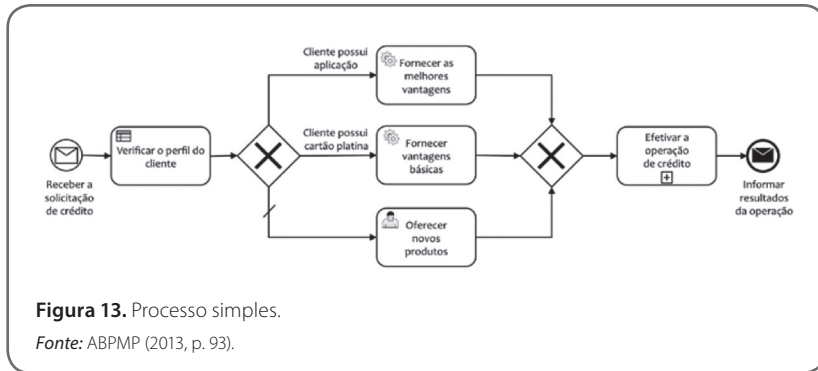 Cliente possui
aplicação
Fornecer as
melhores
vantagens
Verificar o perfil do
cliente
Cliente possui
cartão platina
Fornecer
vantagens
básicas
Efetivar a
operação
de crédito
Receber a
solicitação
de crédito
Informar
resultados
da operação
Oferecer
novos
produtos
Figura 13. Processo simples.
Fonte: ABPMP (2013, p. 93).